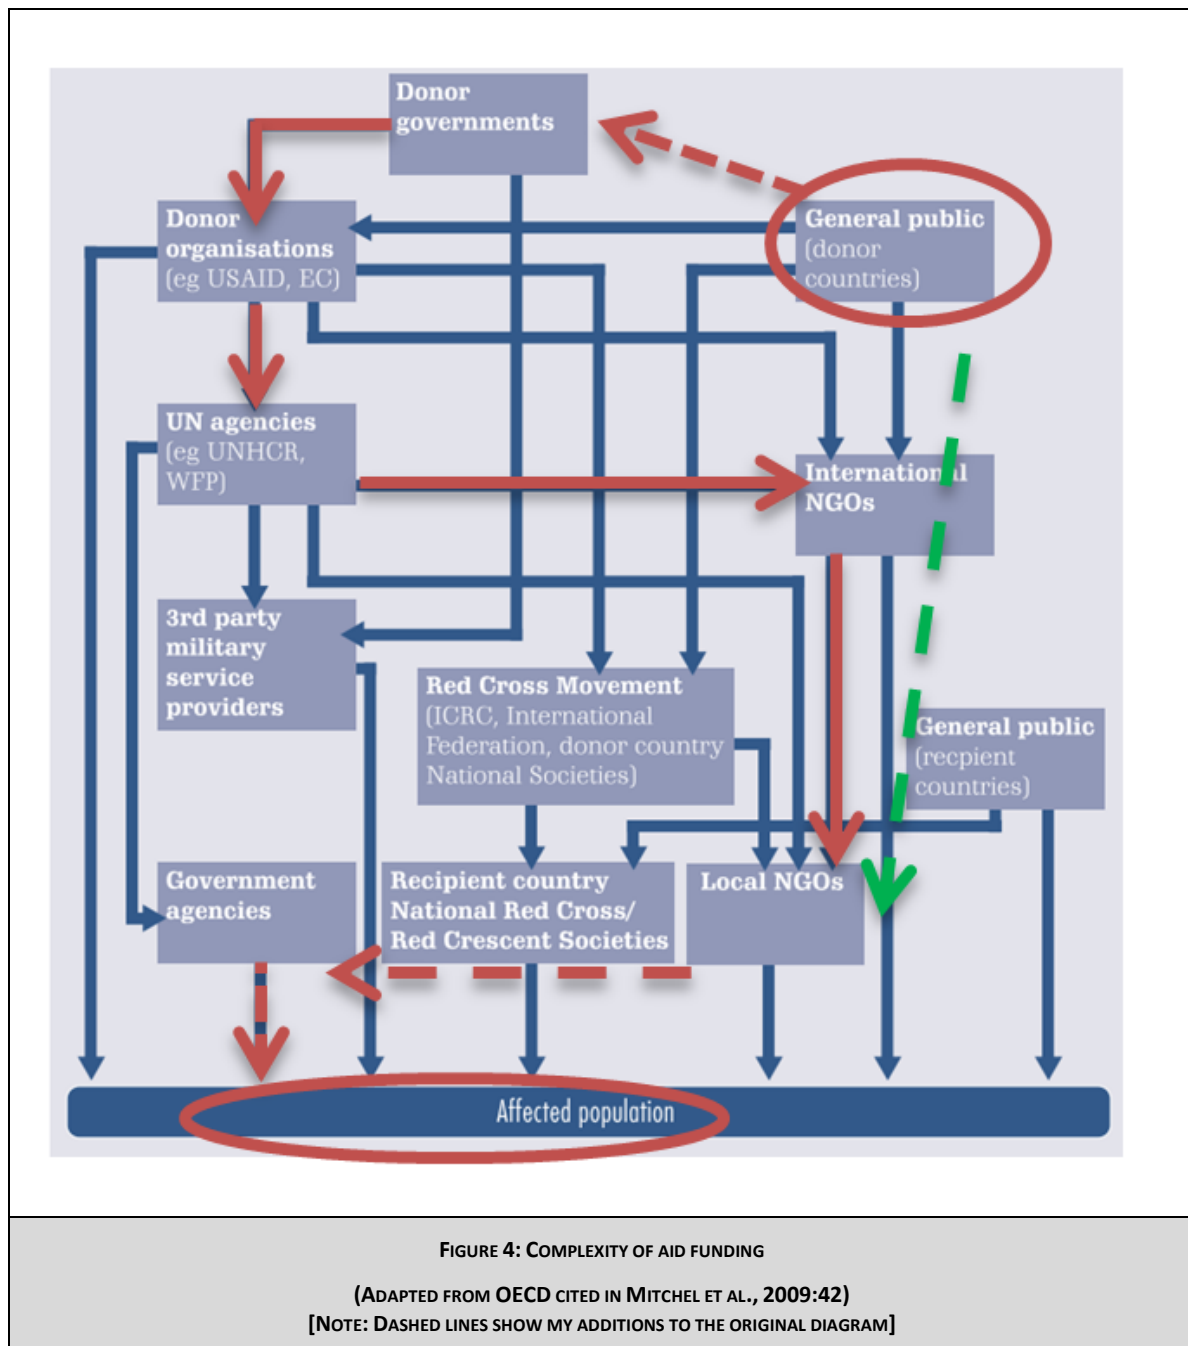 Donor
governments
General public
(donor
countries)
Donor
organisations
(eg USAID, EC)
UN agencies
(eg UNHCR,
WFP)
International
NGOs
3rd party
military
service
providers
Red Cross Movement
(ICRC, International
Federation, donor country
National Societies)
General public
(recpient
countries)
Government
agencies
Recipient country
National Red Cross/
Red Crescent Societies
Local NGOs
Affected population
FIGURE 4: COMPLEXITY OF AID FUNDING
(ADAPTED FROM OECD CITED IN MITCHEL ET AL., 2009:42)
[NOTE: DASHED LINES SHOW MY ADDITIONS TO THE ORIGINAL DIAGRAM]